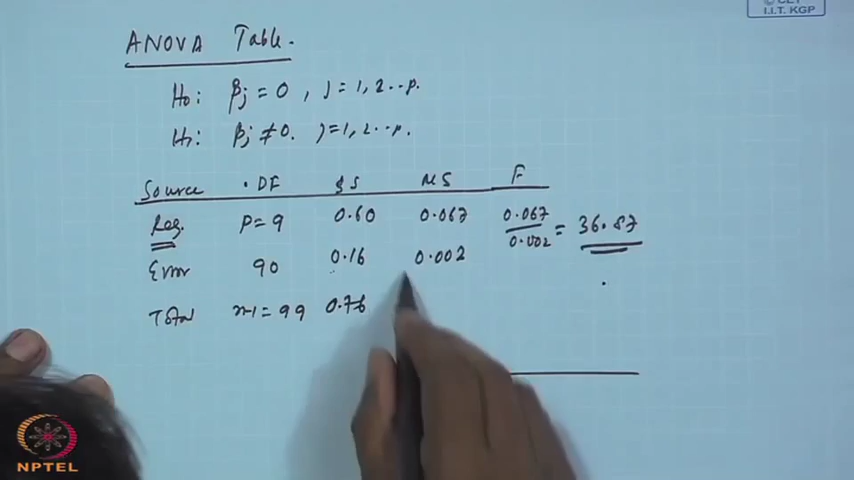 © CET
I.I.T. KGP
ANOVA Table.
H₀: βⱼ = 0, j = 1, 2 .. p.
H₁: βⱼ ≠ 0. j = 1, 2 .. p.
Source DF SS MS F
Reg. p = 9 0.60 0.067 0.067/0.002 = 36.87
Error 90 0.16 0.002
Total n-1 = 99 0.76
NPTEL